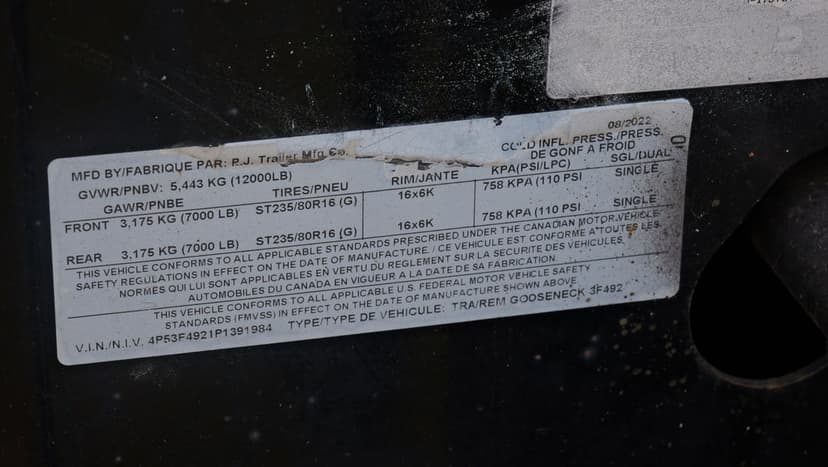 MFD BY/FABRIQUE PAR: P.J. Trailer Mfg Co. 08/2022
GVWR/PNBV: 5,443 KG (12000LB) COLD INFL. PRESS./PRESS.
DE GONF A FROID
GAWR/PNBE TIRES/PNEU RIM/JANTE KPA(PSI/LPC) SGL/DUAL
FRONT 3,175 KG (7000 LB) ST235/80R16 (G) 16x6K 758 KPA (110 PSI SINGLE
REAR 3,175 KG (7000 LB) ST235/80R16 (G) 16x6K 758 KPA (110 PSI SINGLE
THIS VEHICLE CONFORMS TO ALL APPLICABLE STANDARDS PRESCRIBED UNDER THE CANADIAN MOTOR VEHICLE
SAFETY REGULATIONS IN EFFECT ON THE DATE OF MANUFACTURE. / CE VEHICULE EST CONFORME A TOUTES LES
NORMES QUI LUI SONT APPLICABLES EN VERTU DU REGLEMENT SUR LA SECURITE DES VEHICULES
AUTOMOBILES DU CANADA EN VIGUEUR A LA DATE DE SA FABRICATION.
THIS VEHICLE CONFORMS TO ALL APPLICABLE U.S. FEDERAL MOTOR VEHICLE SAFETY
STANDARDS (FMVSS) IN EFFECT ON THE DATE OF MANUFACTURE SHOWN ABOVE
V.I.N./N.I.V. 4P53F4921P1391984 TYPE/TYPE DE VEHICULE: TRA/REM GOOSENECK 3F492